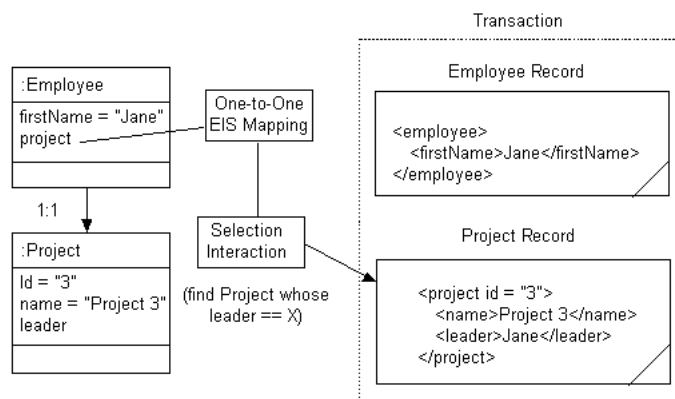 Transaction
:Employee
firstName = "Jane"
project
One-to-One
EIS Mapping
Employee Record
<employee>
<firstName>Jane</firstName>
</employee>
1:1
:Project
Id = "3"
name = "Project 3"
leader
Selection
Interaction
(find Project whose
leader == X)
Project Record
<project id = "3">
<name>Project 3</name>
<leader>Jane</leader>
</project>